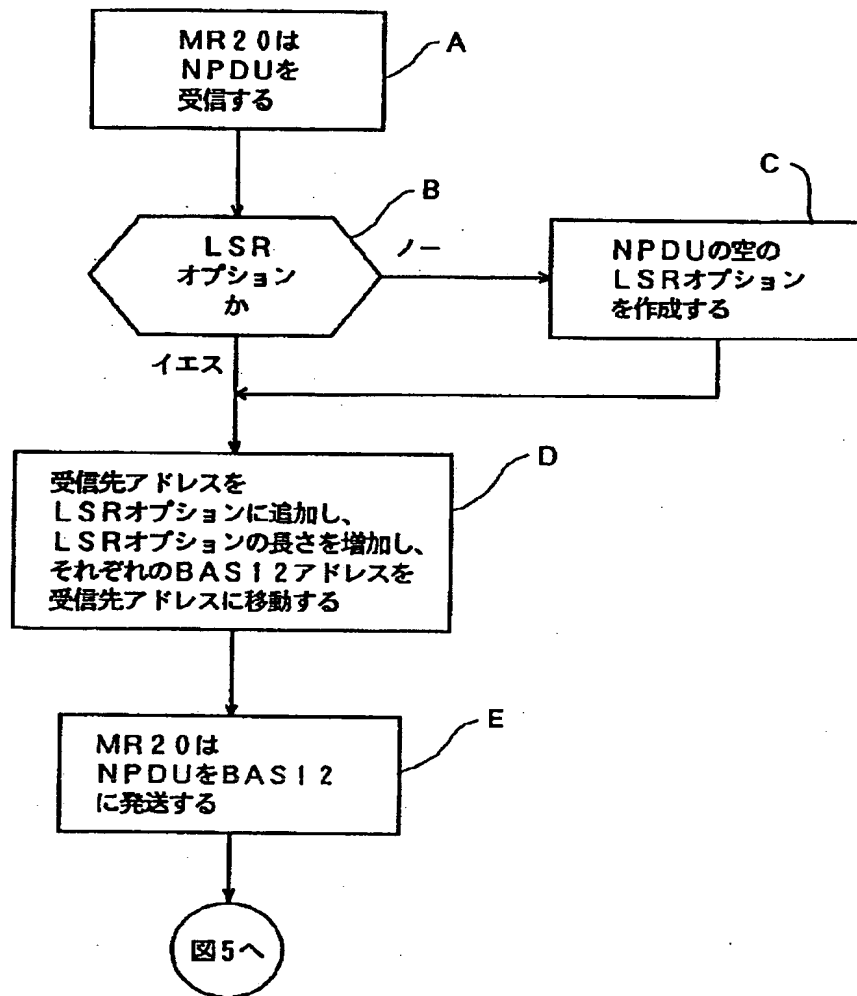 MR20は
NPDUを
受信する
A
LSR
オプション
か
B
ノー
イエス
C
NPDUの空の
LSRオプション
を作成する
受信先アドレスを
LSRオプションに追加し、
LSRオプションの長さを増加し、
それぞれのBAS12アドレスを
受信先アドレスに移動する
D
MR20は
NPDUをBAS12
に発送する
E
図5へ